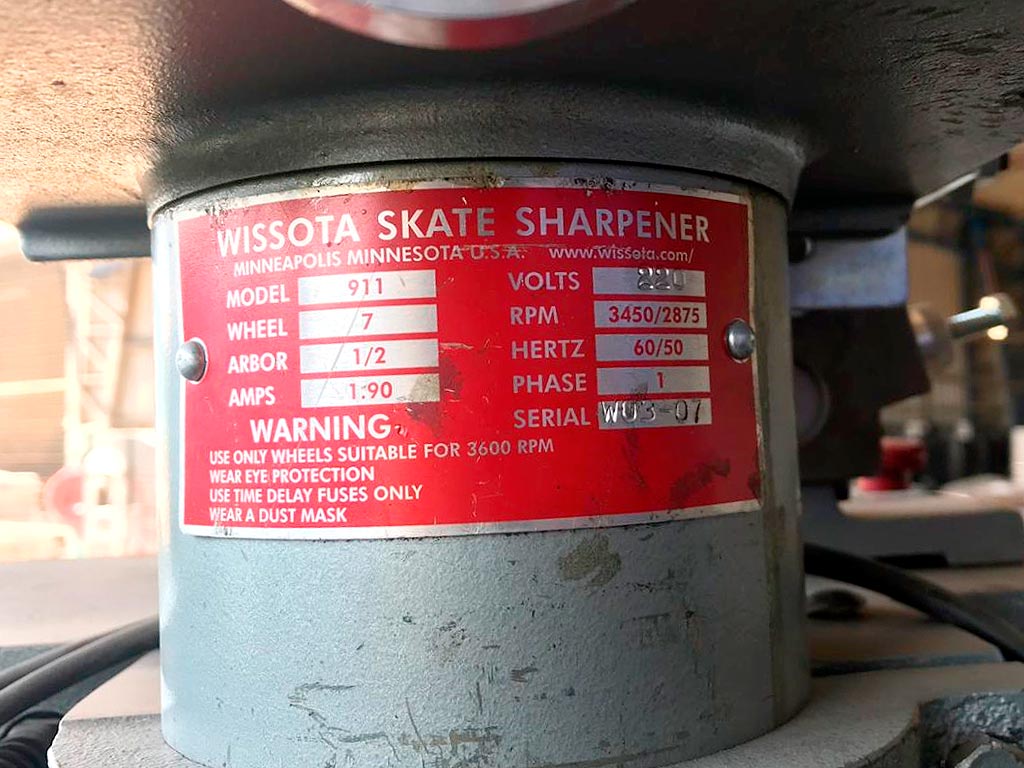 WISSOTA SKATE SHARPENER
MINNEAPOLIS MINNESOTA U.S.A. www.wissota.com/
MODEL 911 VOLTS 220
WHEEL 7 RPM 3450/2875
ARBOR 1/2 HERTZ 60/50
AMPS 1.90 PHASE 1
SERIAL W03-07
WARNING
USE ONLY WHEELS SUITABLE FOR 3600 RPM
WEAR EYE PROTECTION
USE TIME DELAY FUSES ONLY
WEAR A DUST MASK